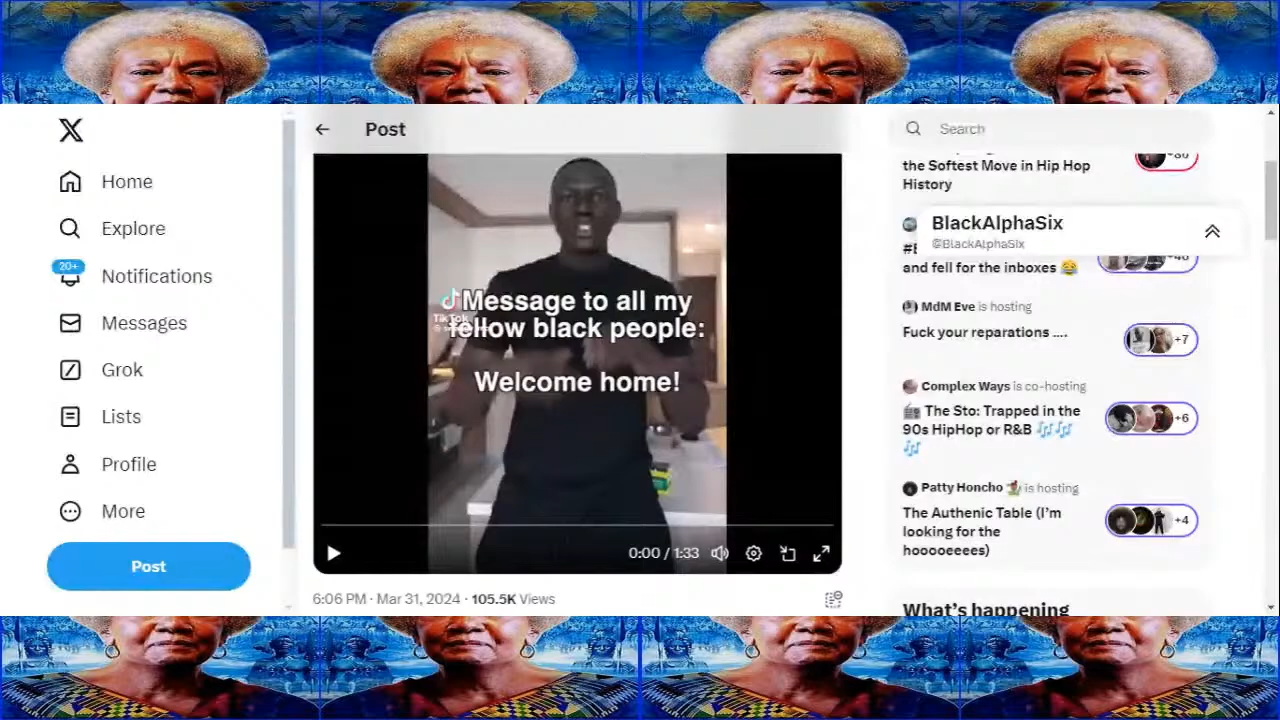 Home
Explore
20+
Notifications
Messages
Grok
Lists
Profile
More
Post
Post
TikTok
Message to all my
fellow black people:
Welcome home!
0:00 / 1:33
6:06 PM · Mar 31, 2024 · 105.5K Views
Search
the Softest Move in Hip Hop
History
+80
BlackAlphaSix
@BlackAlphaSix
and fell for the inboxes 😂
MdM Eve is hosting
Fuck your reparations ....
+7
Complex Ways is co-hosting
📻 The Sto: Trapped in the
90s HipHop or R&B 🎶🎶
🎶
+6
Patty Honcho is hosting
The Authenic Table (I'm
looking for the
hooooeeees)
+4
What's happening